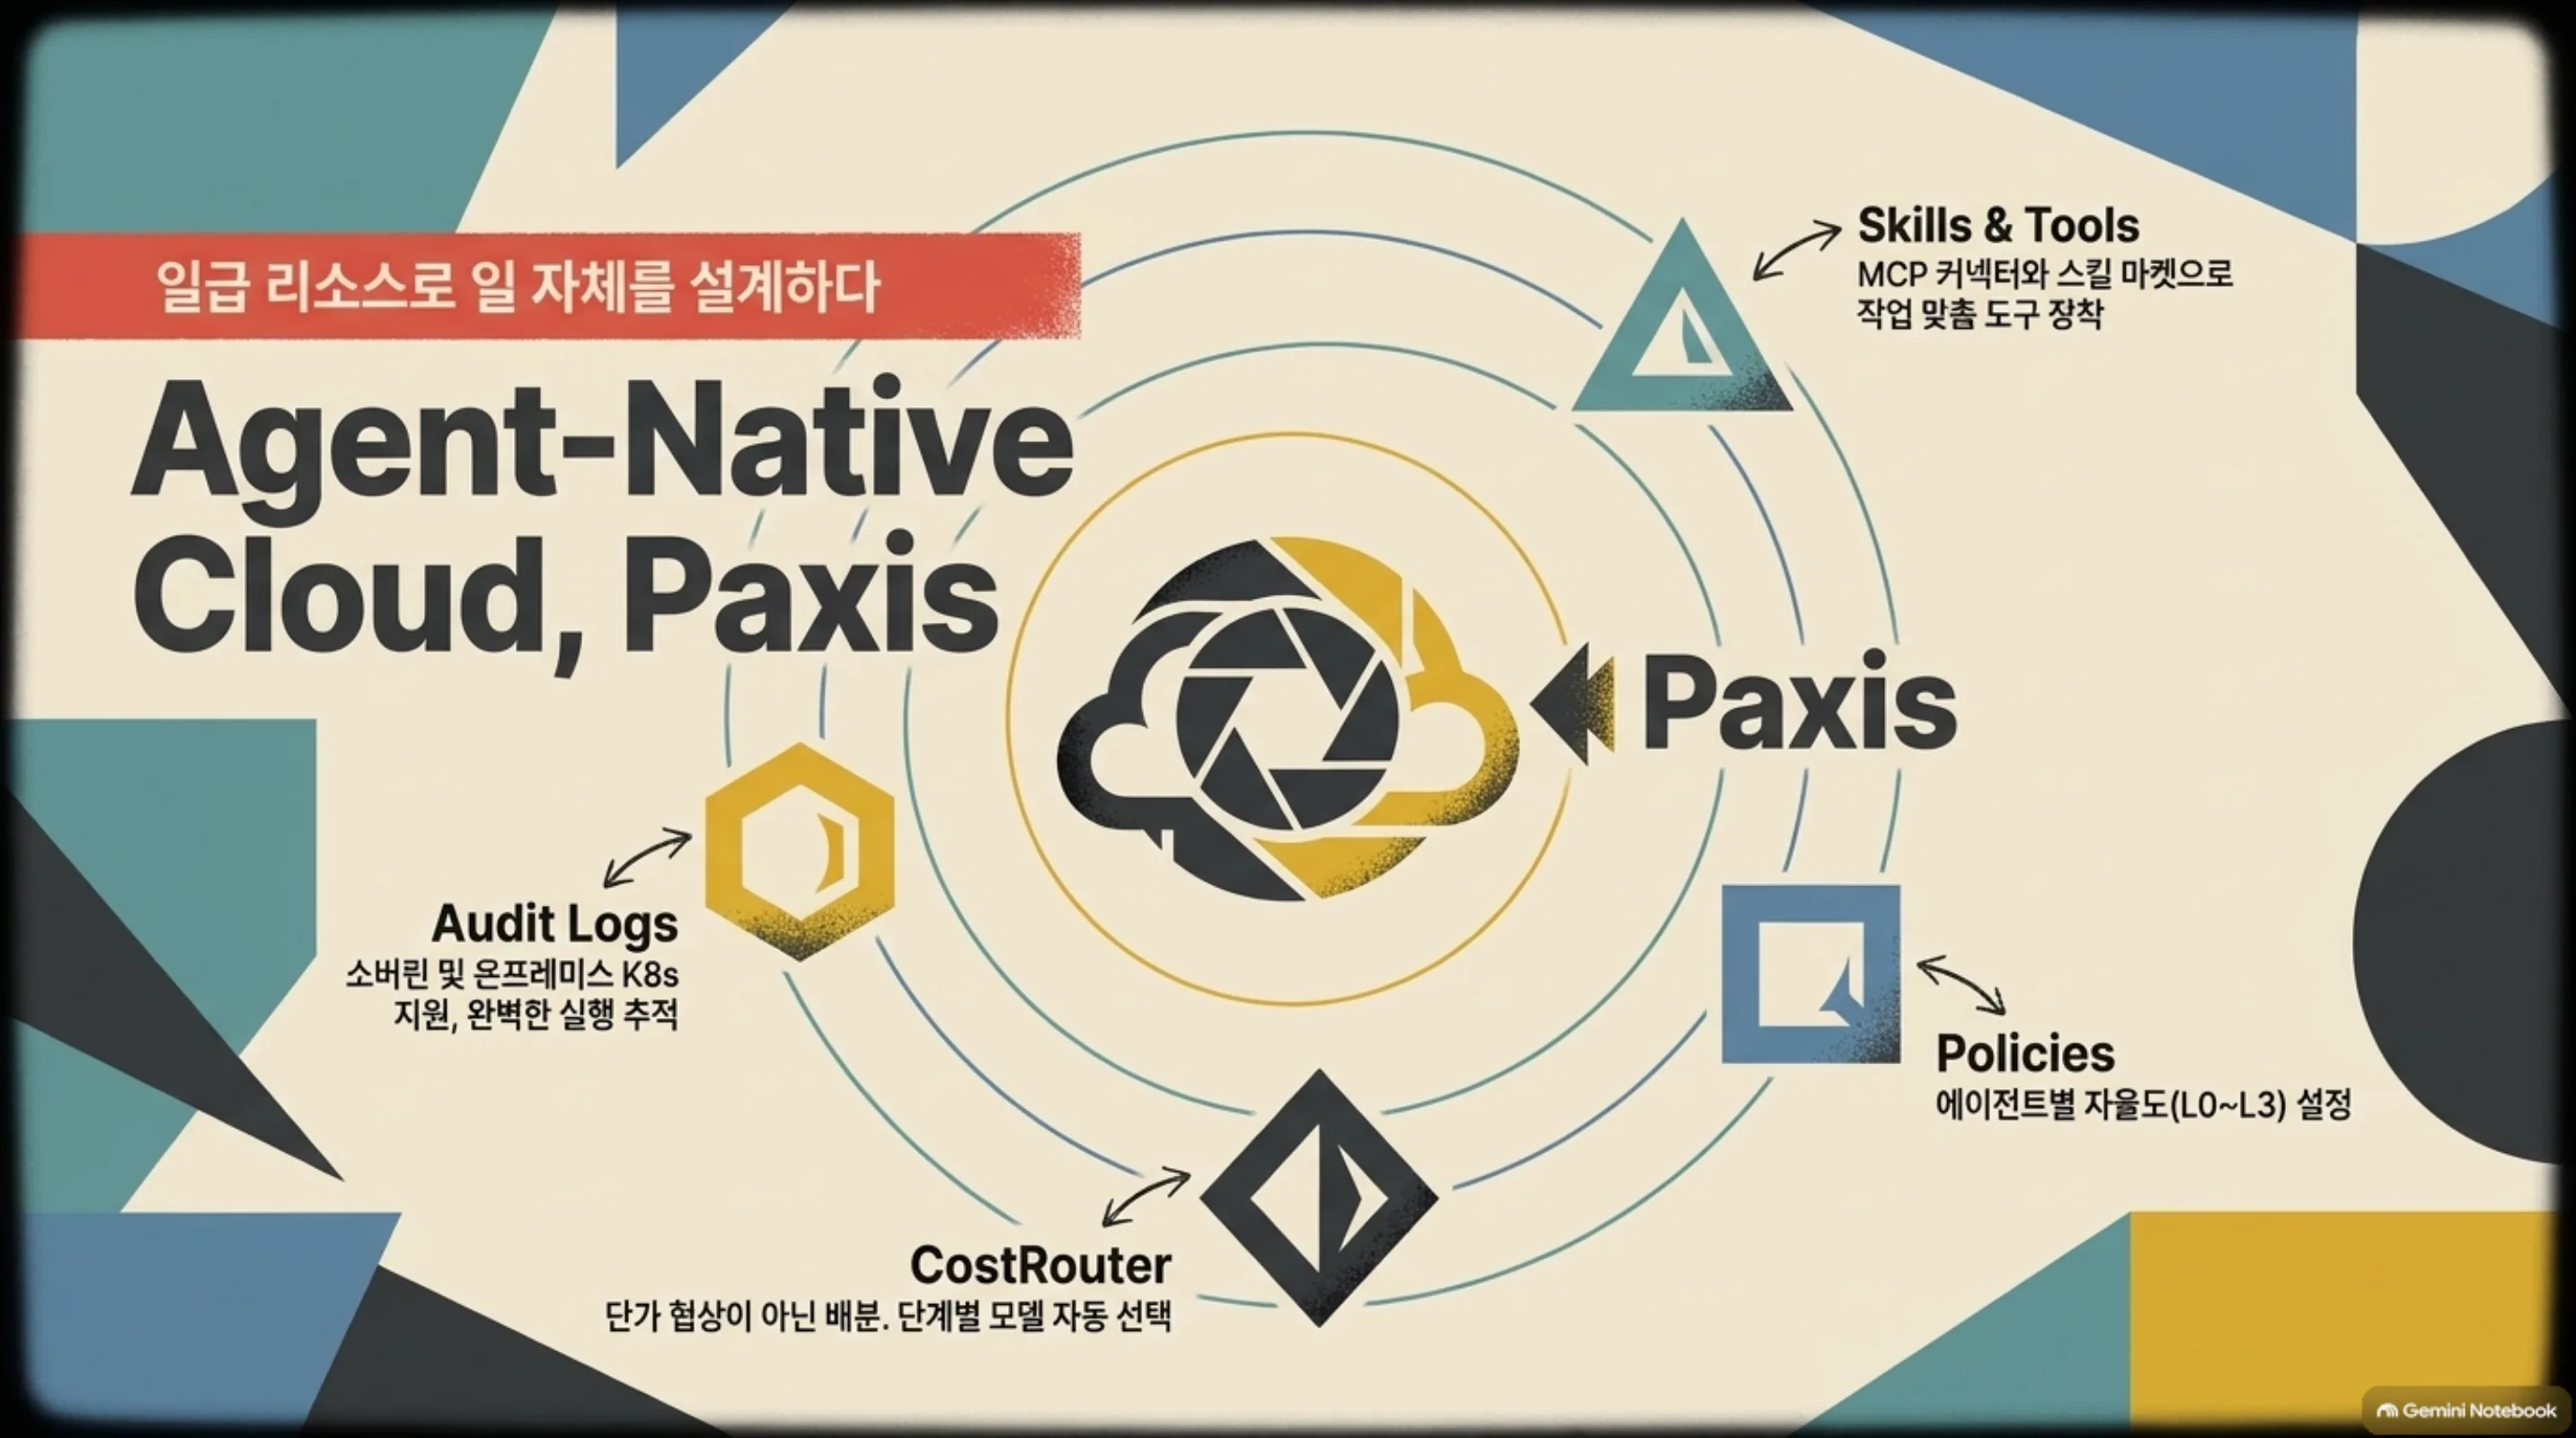 일급 리소스로 일 자체를 설계하다
Agent-Native
Cloud, Paxis
Skills & Tools
MCP 커넥터와 스킬 마켓으로
작업 맞춤 도구 장착
Paxis
Audit Logs
소버린 및 온프레미스 K8s
지원, 완벽한 실행 추적
Policies
에이전트별 자율도(L0~L3) 설정
CostRouter
단가 협상이 아닌 배분. 단계별 모델 자동 선택
Gemini Notebook